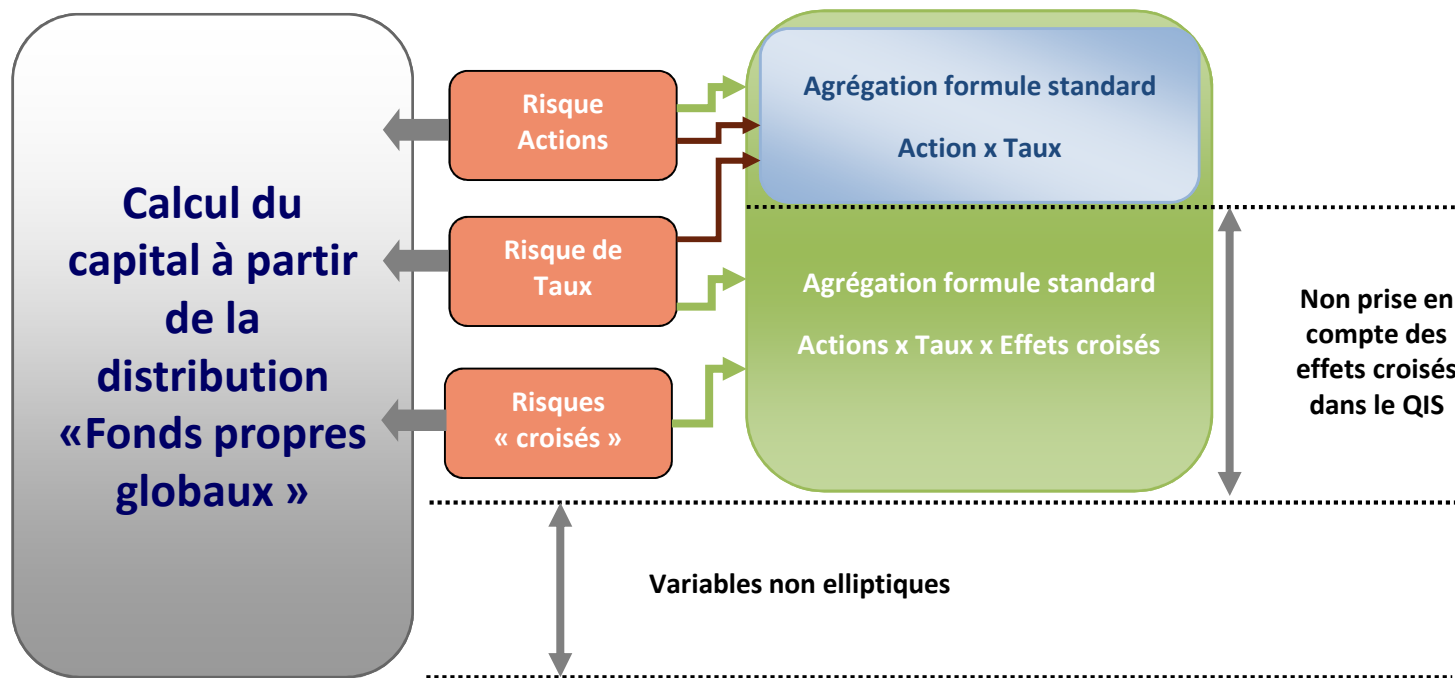 Calcul du
capital à partir
de la
distribution
«Fonds propres
globaux »
Risque
Actions
Risque de
Taux
Risques
« croisés »
Agrégation formule standard
Action x Taux
Agrégation formule standard
Actions x Taux x Effets croisés
Non prise en
compte des
effets croisés
dans le QIS
Variables non elliptiques